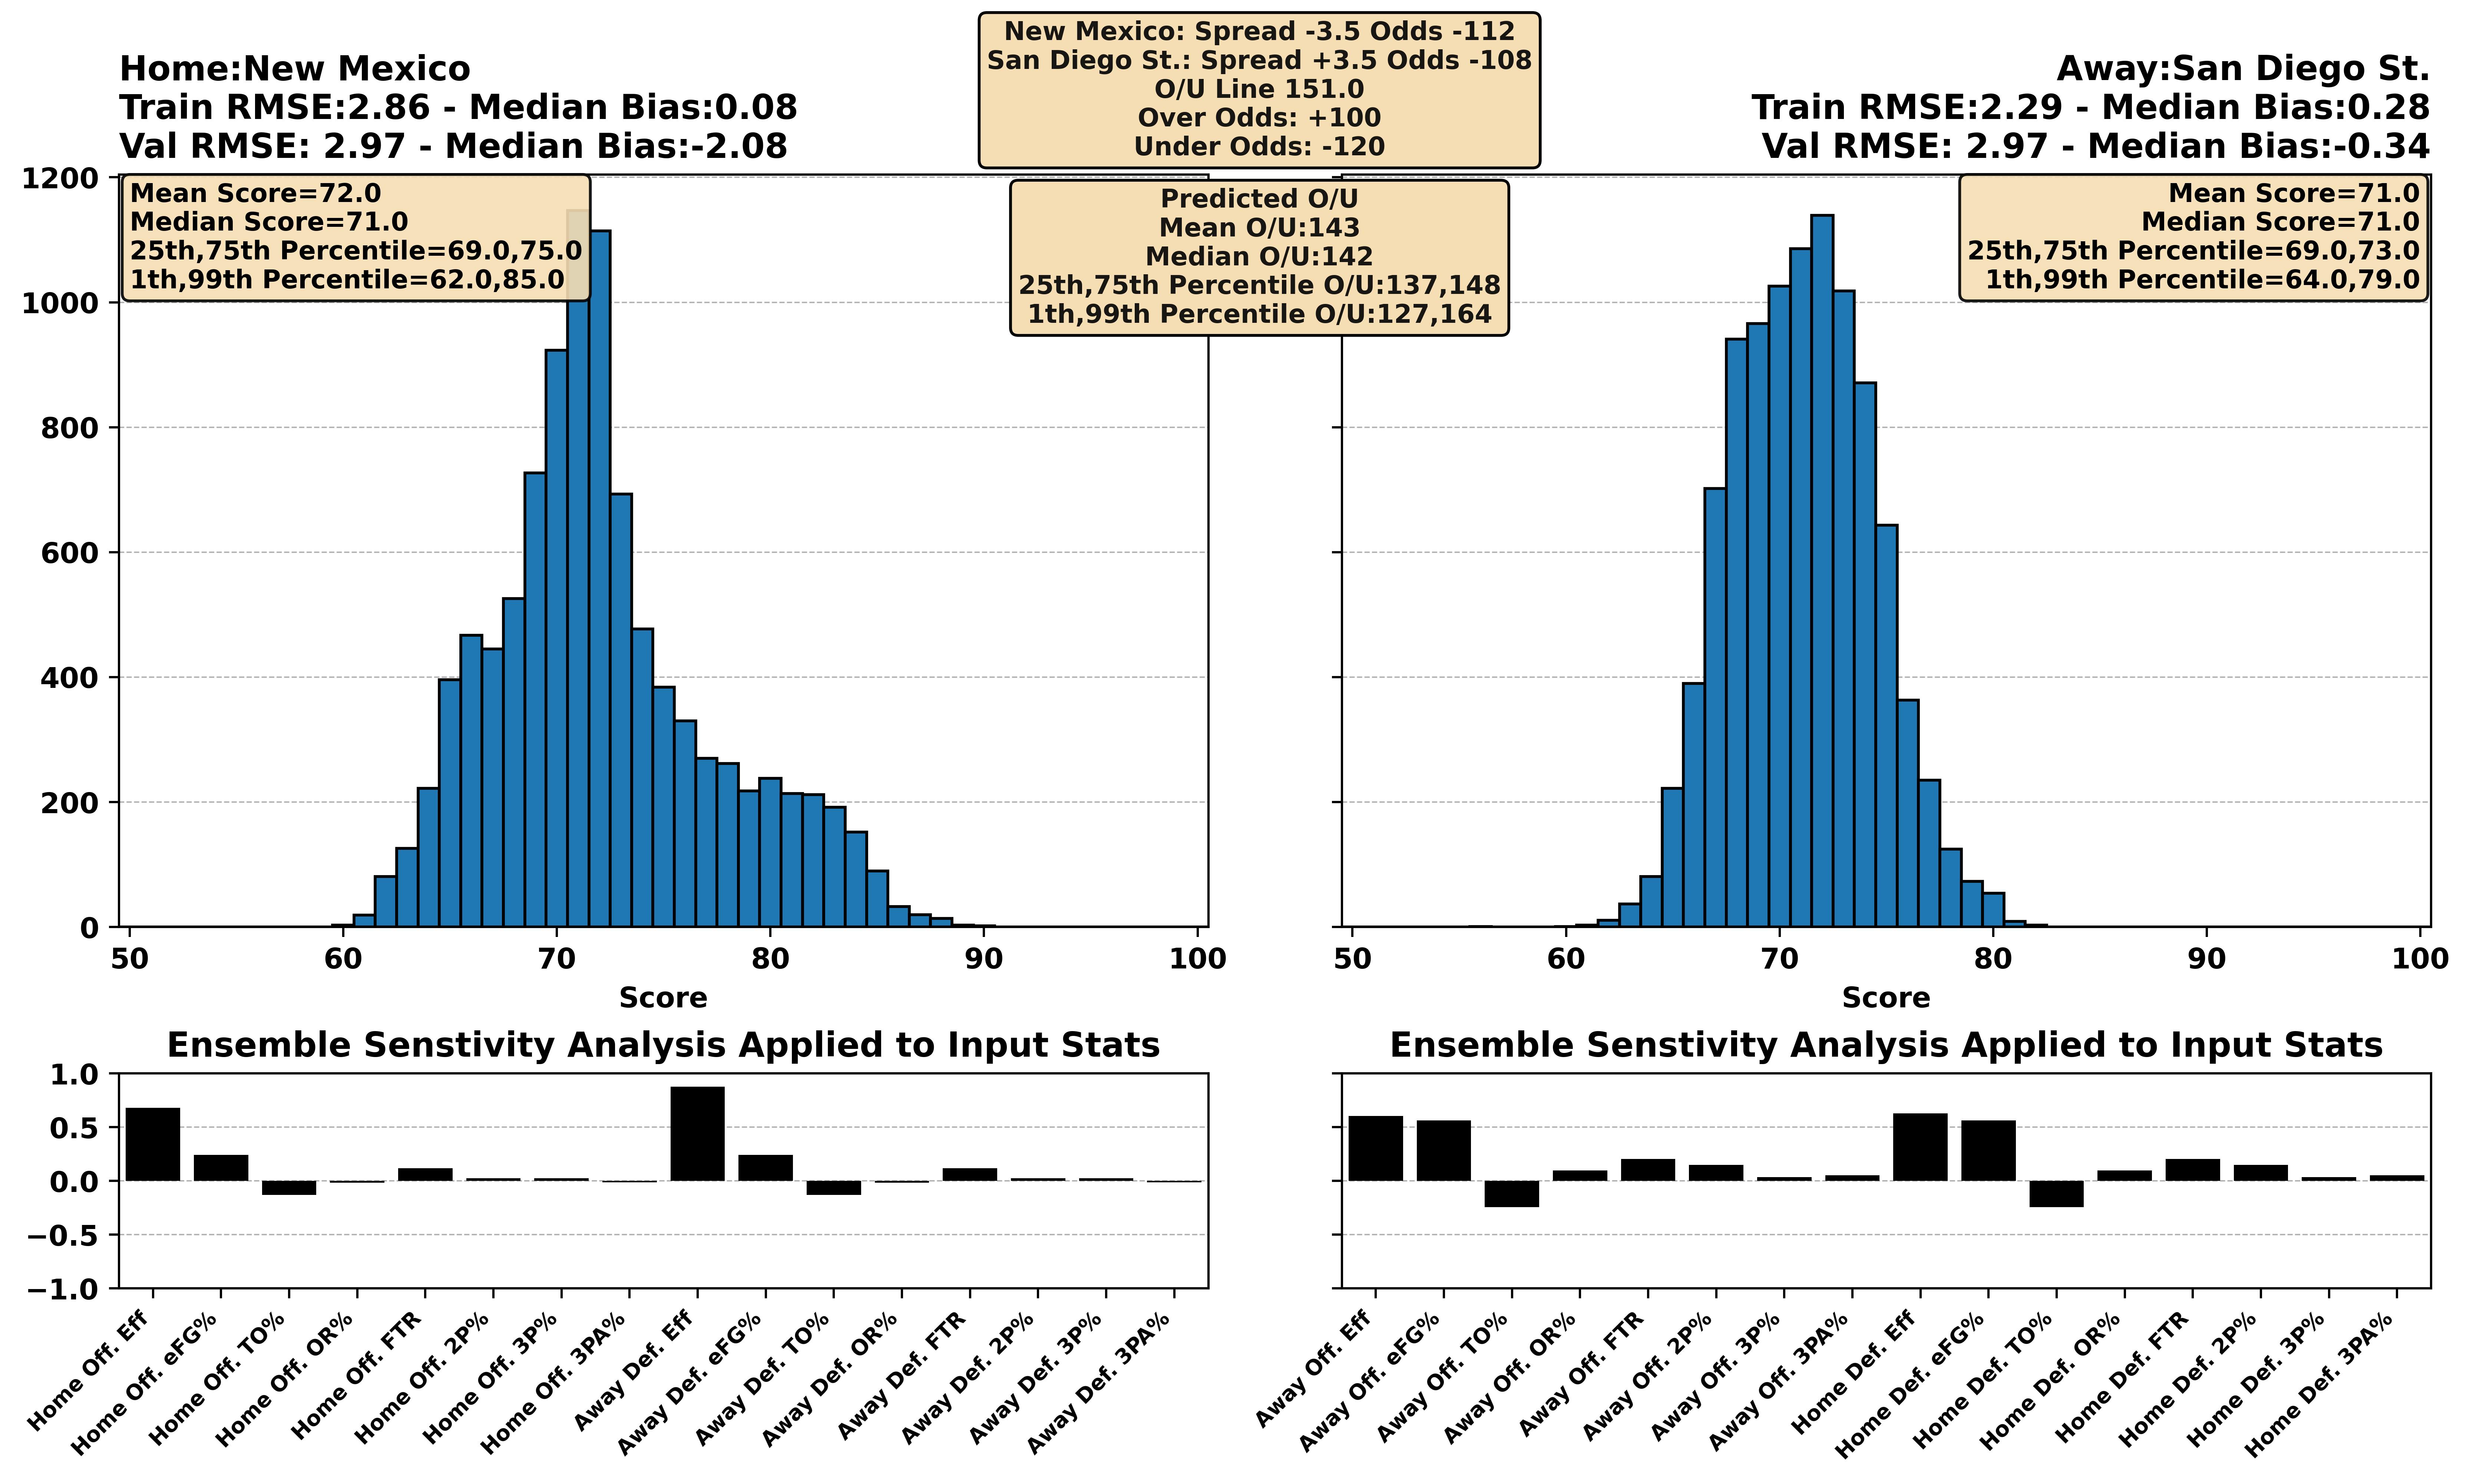 New Mexico: Spread -3.5 Odds -112
San Diego St.: Spread +3.5 Odds -108
O/U Line 151.0
Over Odds: +100
Under Odds: -120
Home:New Mexico
Train RMSE:2.86 - Median Bias:0.08
Val RMSE: 2.97 - Median Bias:-2.08
Away:San Diego St.
Train RMSE:2.29 - Median Bias:0.28
Val RMSE: 2.97 - Median Bias:-0.34
Mean Score=72.0
Median Score=71.0
25th,75th Percentile=69.0,75.0
1th,99th Percentile=62.0,85.0
Predicted O/U
Mean O/U:143
Median O/U:142
25th,75th Percentile O/U:137,148
1th,99th Percentile O/U:127,164
Mean Score=71.0
Median Score=71.0
25th,75th Percentile=69.0,73.0
1th,99th Percentile=64.0,79.0
1200
1000
800
600
400
200
0
50 60 70 80 90 100
Score
50 60 70 80 90 100
Score
Ensemble Senstivity Analysis Applied to Input Stats
1.0
0.5
0.0
−0.5
−1.0
Home Off. Eff
Home Off. eFG%
Home Off. TO%
Home Off. OR%
Home Off. FTR
Home Off. 2P%
Home Off. 3P%
Home Off. 3PA%
Away Def. Eff
Away Def. eFG%
Away Def. TO%
Away Def. OR%
Away Def. FTR
Away Def. 2P%
Away Def. 3P%
Away Def. 3PA%
Ensemble Senstivity Analysis Applied to Input Stats
Away Off. Eff
Away Off. eFG%
Away Off. TO%
Away Off. OR%
Away Off. FTR
Away Off. 2P%
Away Off. 3P%
Away Off. 3PA%
Home Def. Eff
Home Def. eFG%
Home Def. TO%
Home Def. OR%
Home Def. FTR
Home Def. 2P%
Home Def. 3P%
Home Def. 3PA%